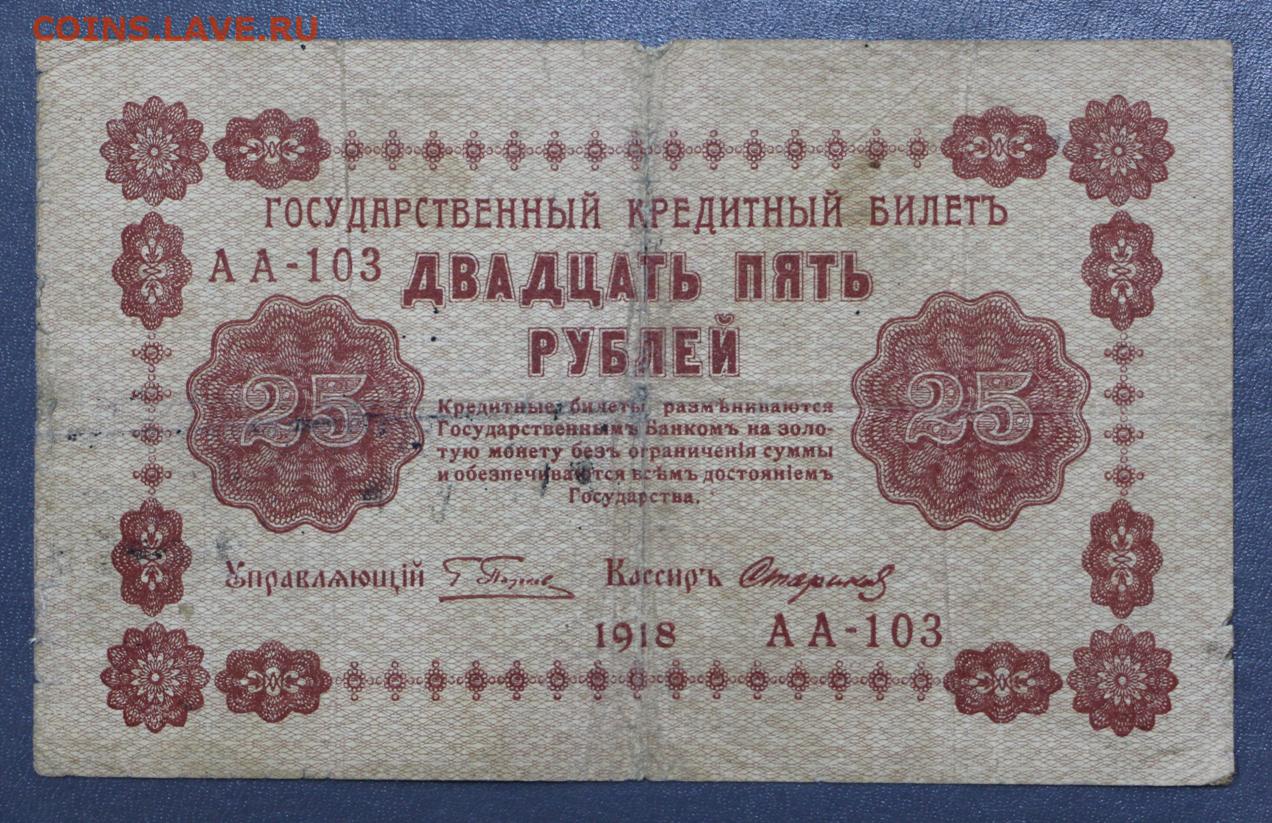 COINS.LAVE.RU
ГОСУДАРСТВЕННЫЙ КРЕДИТНЫЙ БИЛЕТЪ
АА-103
ДВАДЦАТЬ ПЯТЬ
РУБЛЕЙ
25
25
Кредитные билеты размѣниваются
Государственнымъ Банкомъ на золо-
тую монету безъ ограниченія суммы
и обезпечиваются всѣмъ достояніемъ
Государства.
Управляющій
Кассиръ Стариков
1918
АА-103